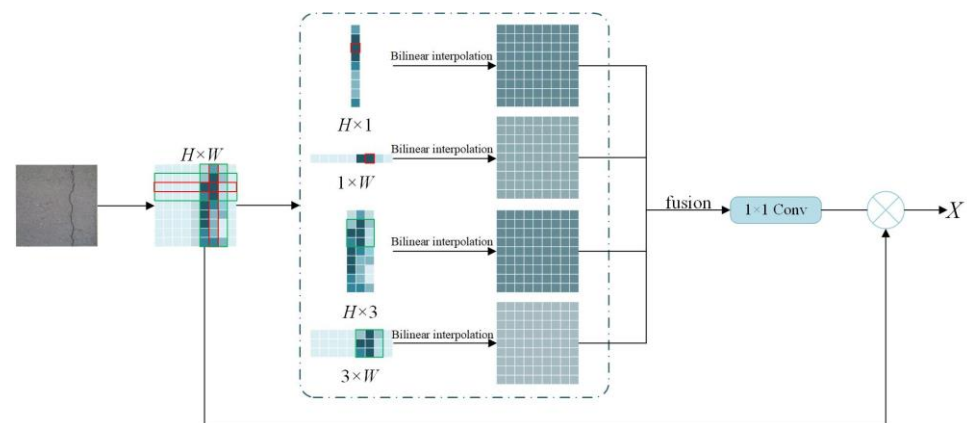 H×W
H×1
Bilinear interpolation
1×W
Bilinear interpolation
H×3
Bilinear interpolation
3×W
Bilinear interpolation
fusion
1×1 Conv
X